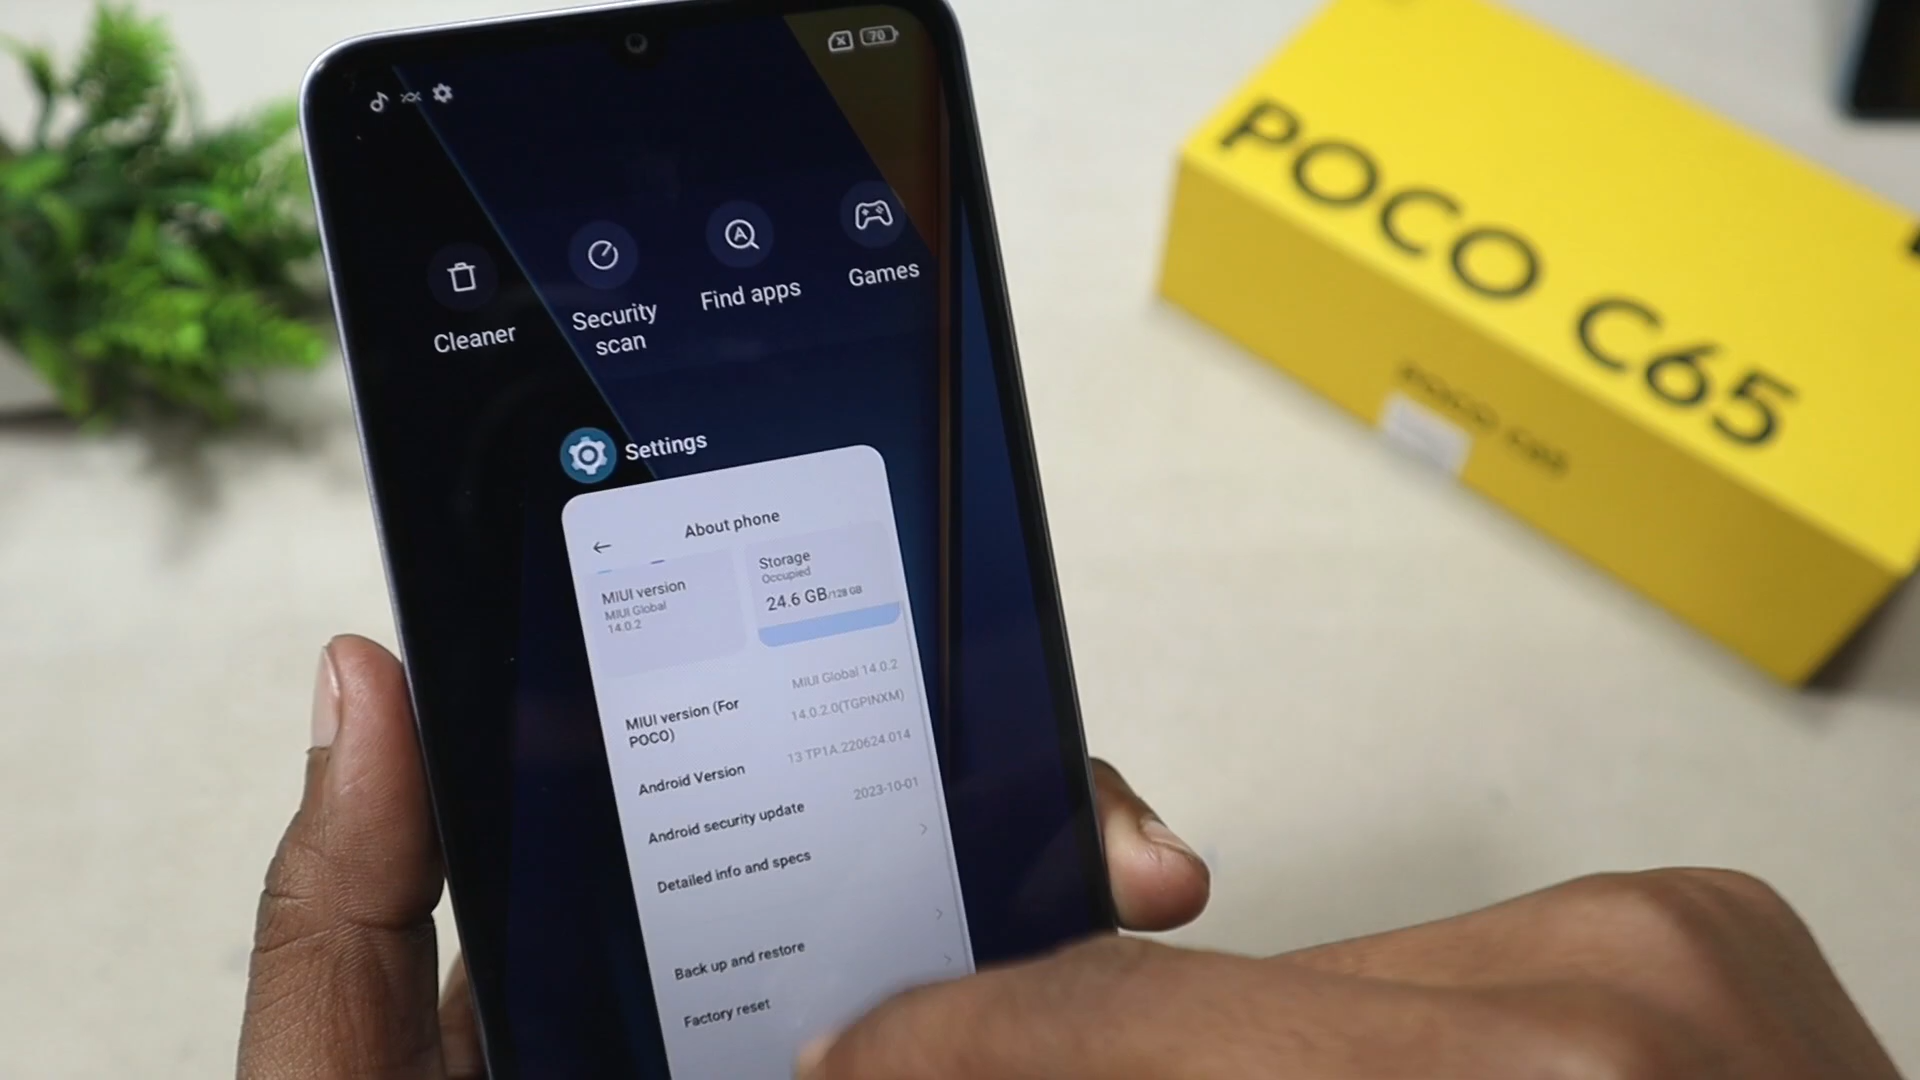 70
Cleaner
Security
scan
Find apps
Games
Settings
About phone
MIUI version
MIUI Global
14.0.2
Storage
Occupied
24.6 GB/128 GB
MIUI version (For
POCO)
MIUI Global 14.0.2
14.0.2.0(TGPINXM)
Android Version
13 TP1A.220624.014
Android security update
2023-10-01
Detailed info and specs
Back up and restore
Factory reset
POCO C65
POCO C65